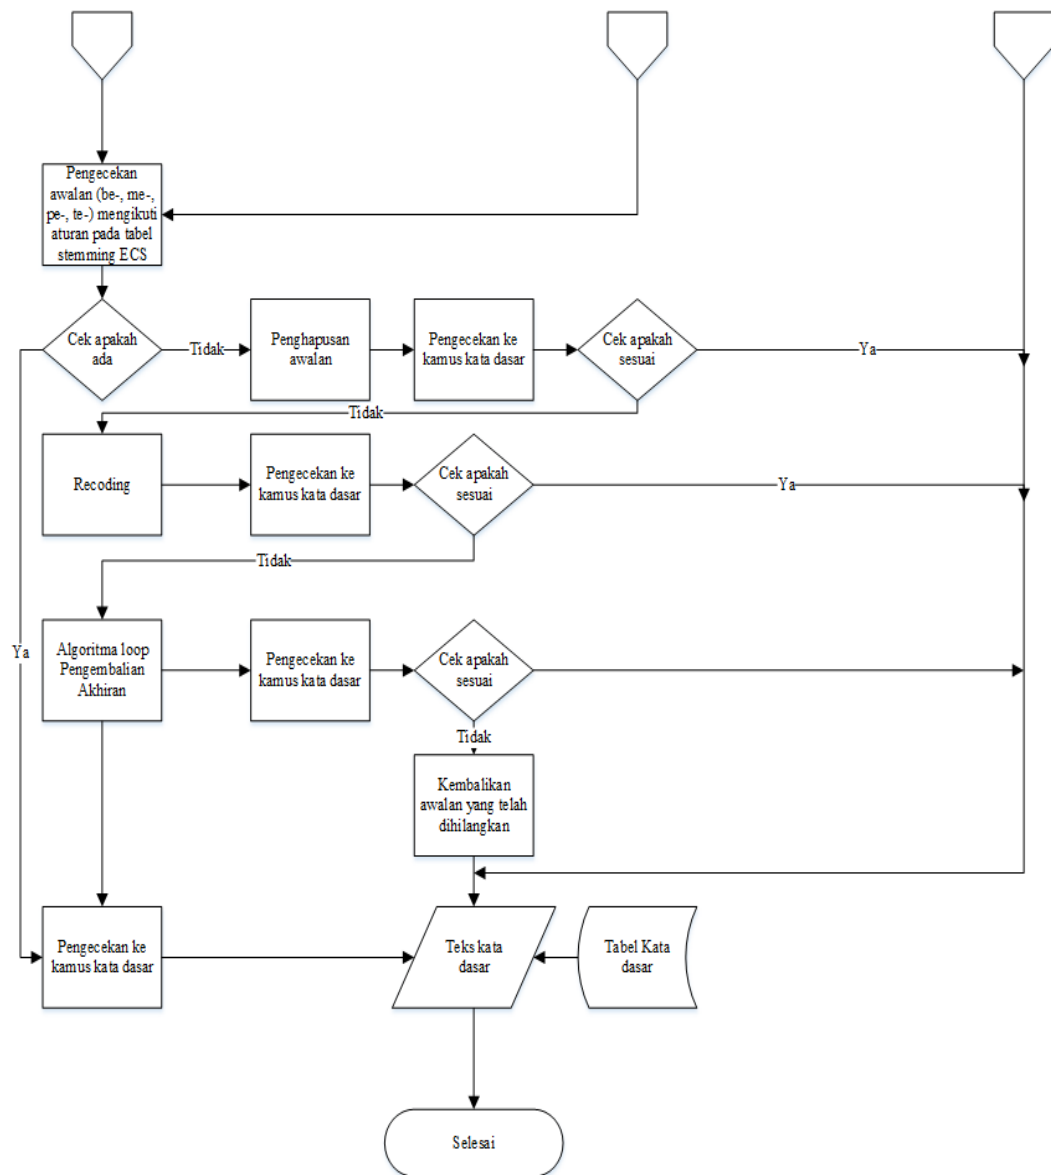 Pengecekan
awalan (be-, me-,
pe-, te-) mengikuti
aturan pada tabel
stemming ECS
Cek apakah
ada
Tidak
Penghapusan
awalan
Pengecekan ke
kamus kata dasar
Cek apakah
sesuai
Ya
Tidak
Recoding
Pengecekan ke
kamus kata dasar
Cek apakah
sesuai
Ya
Tidak
Ya
Algoritma loop
Pengembalian
Akhiran
Pengecekan ke
kamus kata dasar
Cek apakah
sesuai
Tidak
Kembalikan
awalan yang telah
dihilangkan
Pengecekan ke
kamus kata dasar
Teks kata
dasar
Tabel Kata
dasar
Selesai